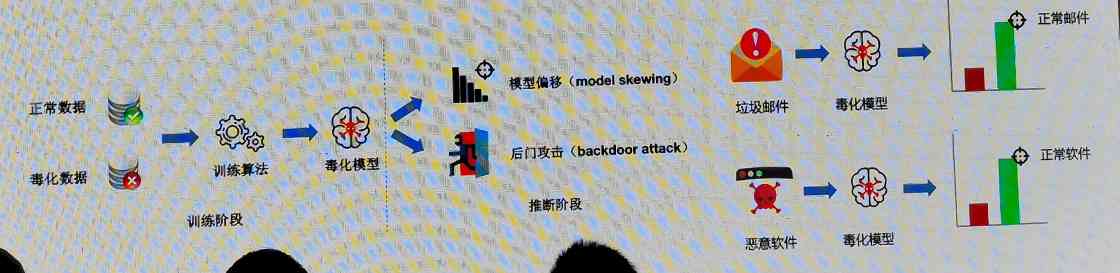 正常数据
毒化数据
训练算法
毒化模型
训练阶段
模型偏移（model skewing）
后门攻击（backdoor attack）
推断阶段
垃圾邮件
毒化模型
正常邮件
恶意软件
毒化模型
正常软件